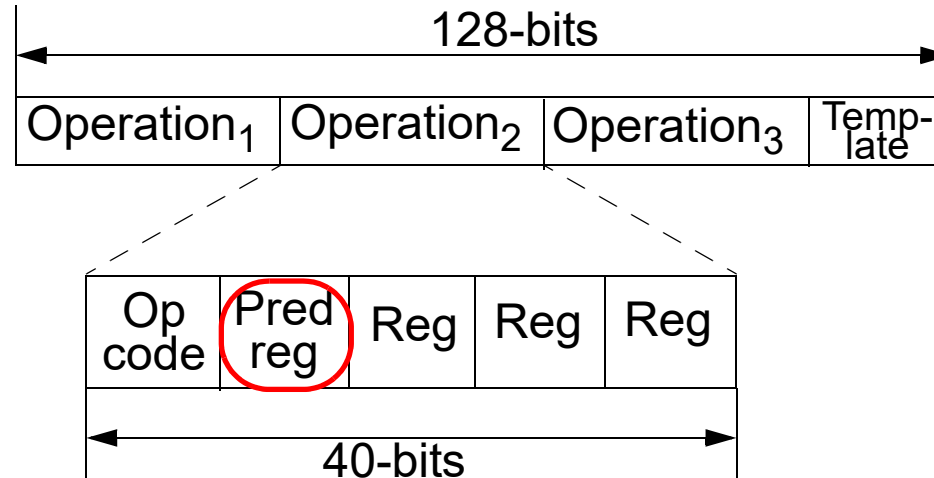 128-bits
Operation1 Operation2 Operation3 Temp-
late
Op Pred Reg Reg Reg
code reg
40-bits